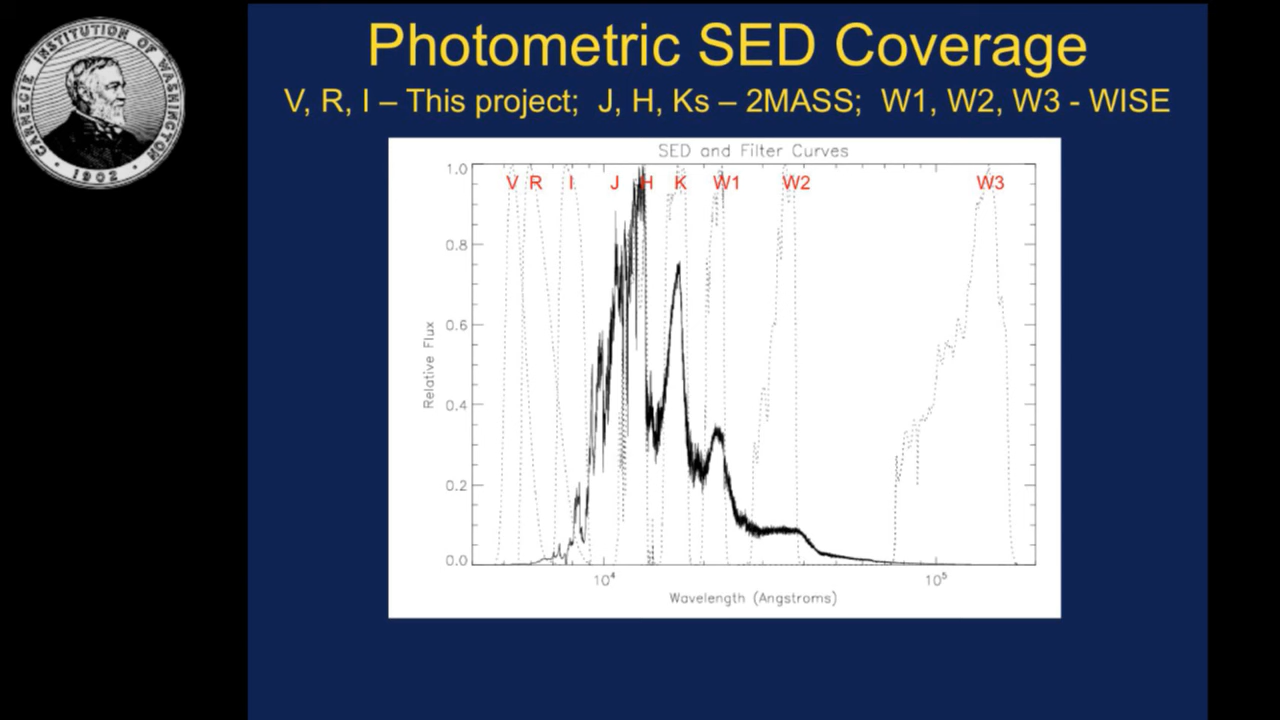 CARNEGIE INSTITUTION OF WASHINGTON
• 1902 •
Photometric SED Coverage
V, R, I – This project; J, H, Ks – 2MASS; W1, W2, W3 - WISE
SED and Filter Curves
V R I J H K W1 W2 W3
1.0
0.8
0.6
0.4
0.2
0.0
Relative Flux
10⁴ 10⁵
Wavelength (Angstroms)